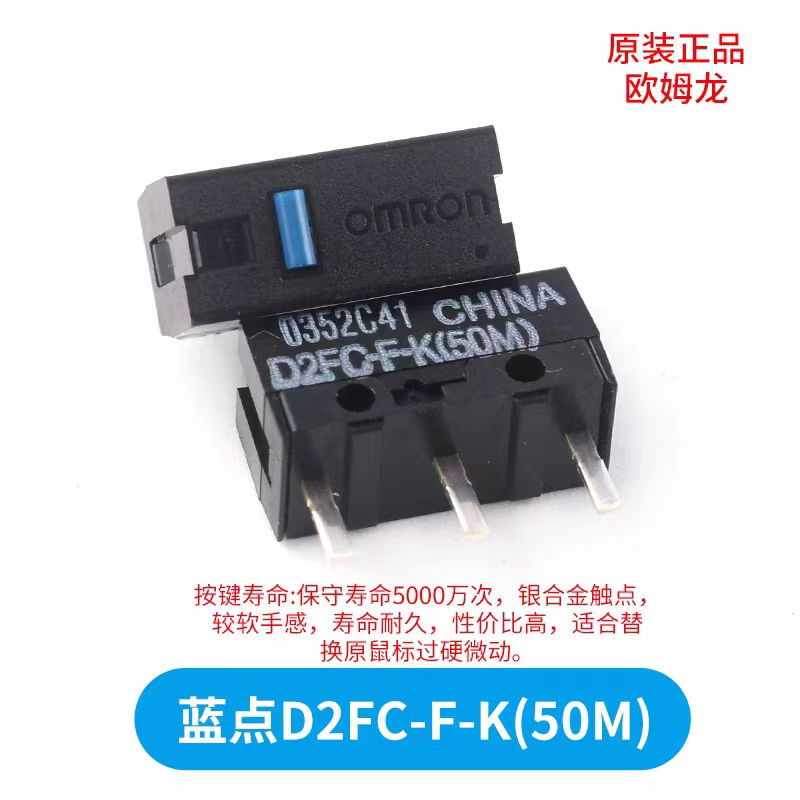 原装正品
欧姆龙
omron
0352C41 CHINA
D2FC-F-K(50M)
按键寿命:保守寿命5000万次，银合金触点，
较软手感，寿命耐久，性价比高，适合替
换原鼠标过硬微动。
蓝点D2FC-F-K(50M)